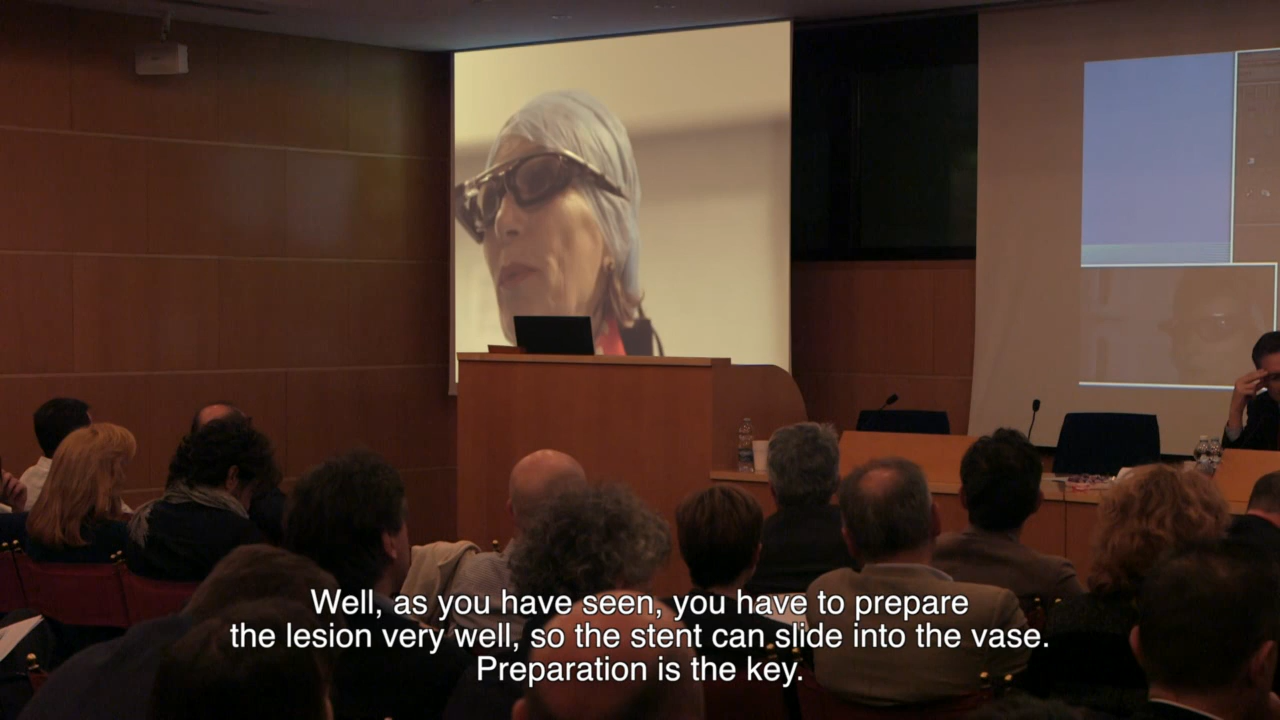 Well, as you have seen, you have to prepare
the lesion very well, so the stent can slide into the vase.
Preparation is the key.